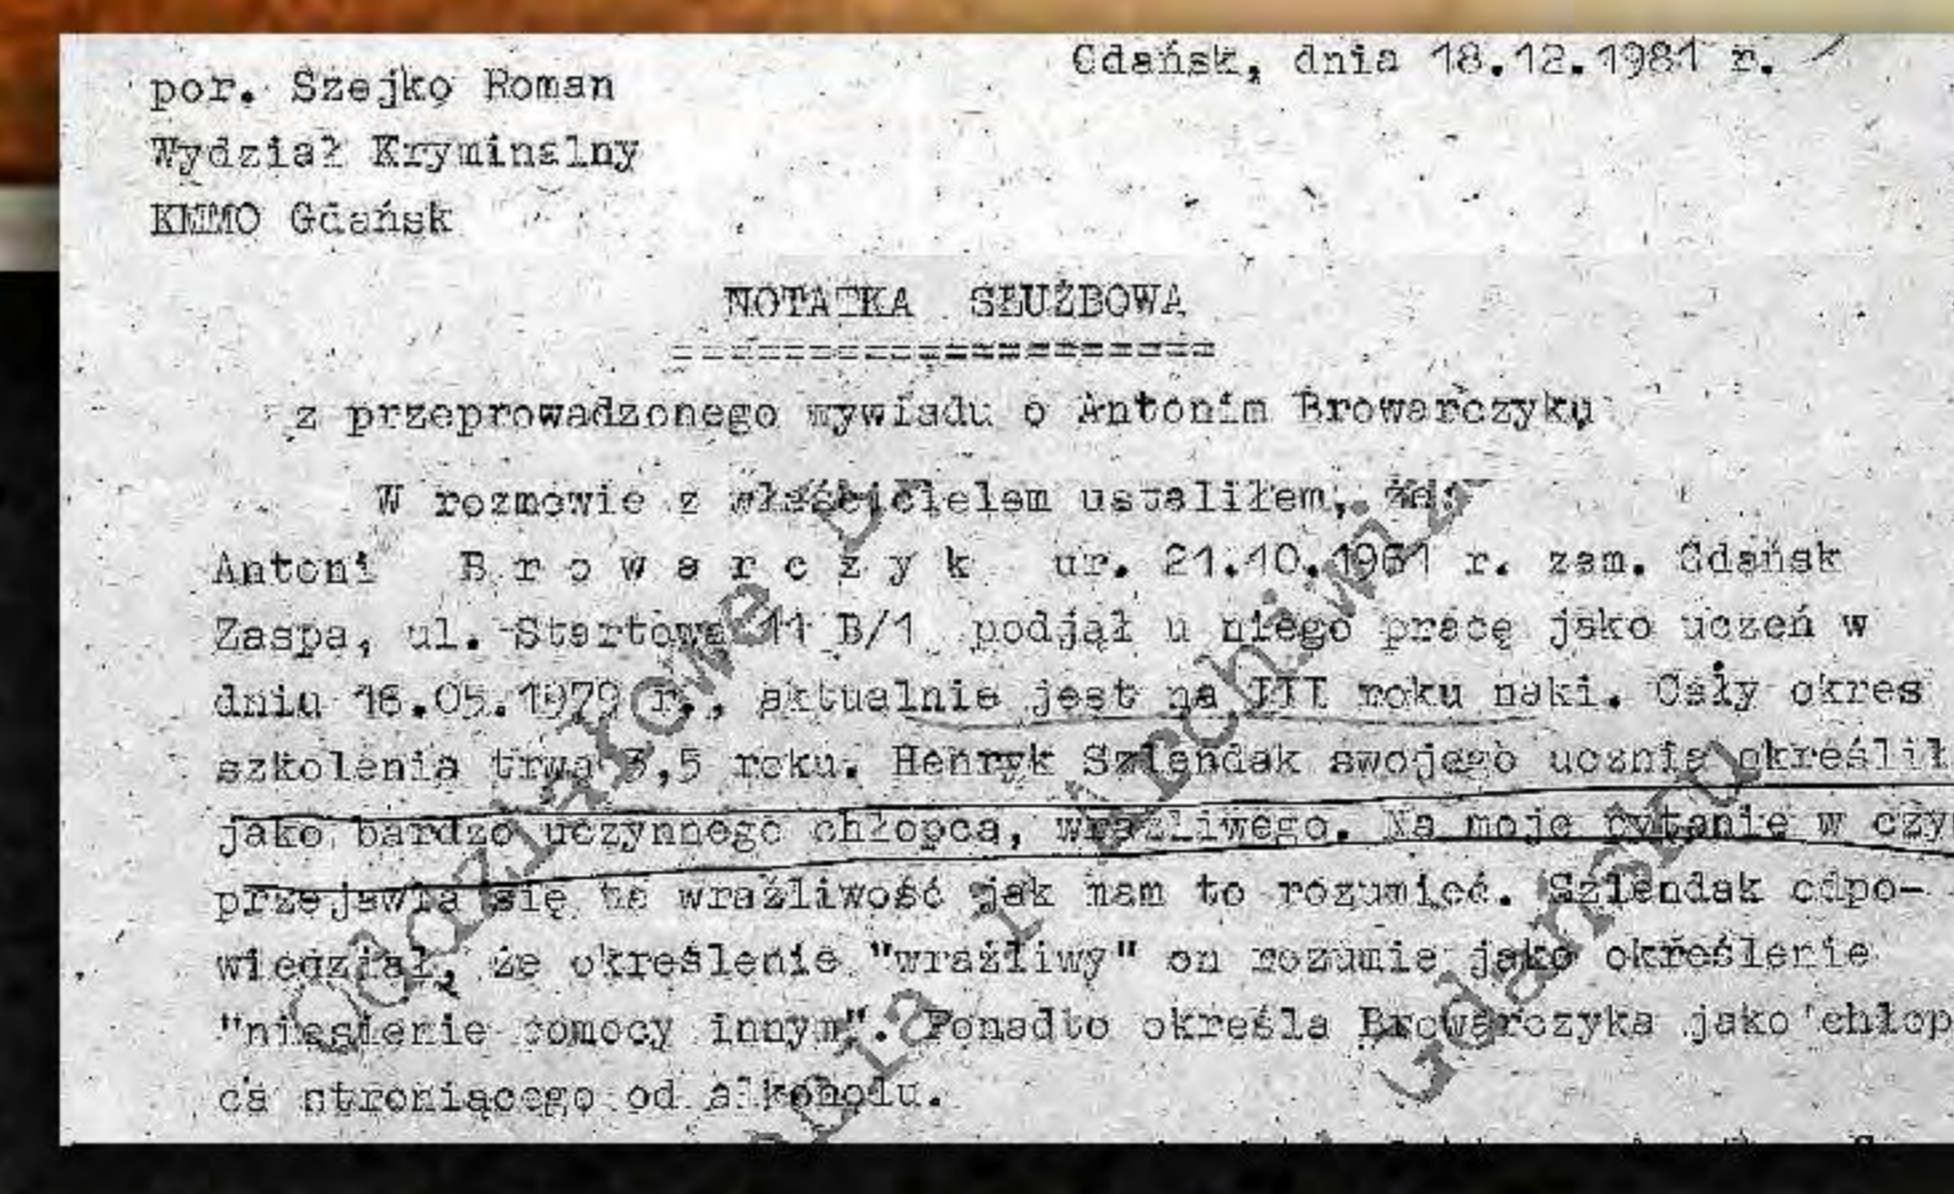 Gdańsk, dnia 18.12.1981 r.
por. Szejko Roman
Wydział Kryminalny
KMMO Gdańsk
NOTATKA SŁUŻBOWA
====================
z przeprowadzonego wywiadu o Antonim Browarczyku
W rozmowie z właścicielem ustaliłem, że:
Antoni B r o w a r c z y k ur. 21.10.1961 r. zam. Gdańsk
Zaspa, ul. Startowa 11 B/1 podjął u niego pracę jako uczeń w
dniu 16.05.1979 r., aktualnie jest na III roku naki. Cały okres
szkolenia trwa 3,5 roku. Henryk Szlendak swojego ucznia określił
jako bardzo uczynnego chłopca, wrażliwego. Na moje pytanie w czy
przejawia się ta wrażliwość jak mam to rozumieć. Szlendak odpo-
wiedział, że określenie "wrażliwy" on rozumie jako określenie
"niesienie pomocy innym". Ponadto określa Browarczyka jako chłop
ca stroniącego od alkoholu.
Oddziałowe
Archiwum
Gdańsku